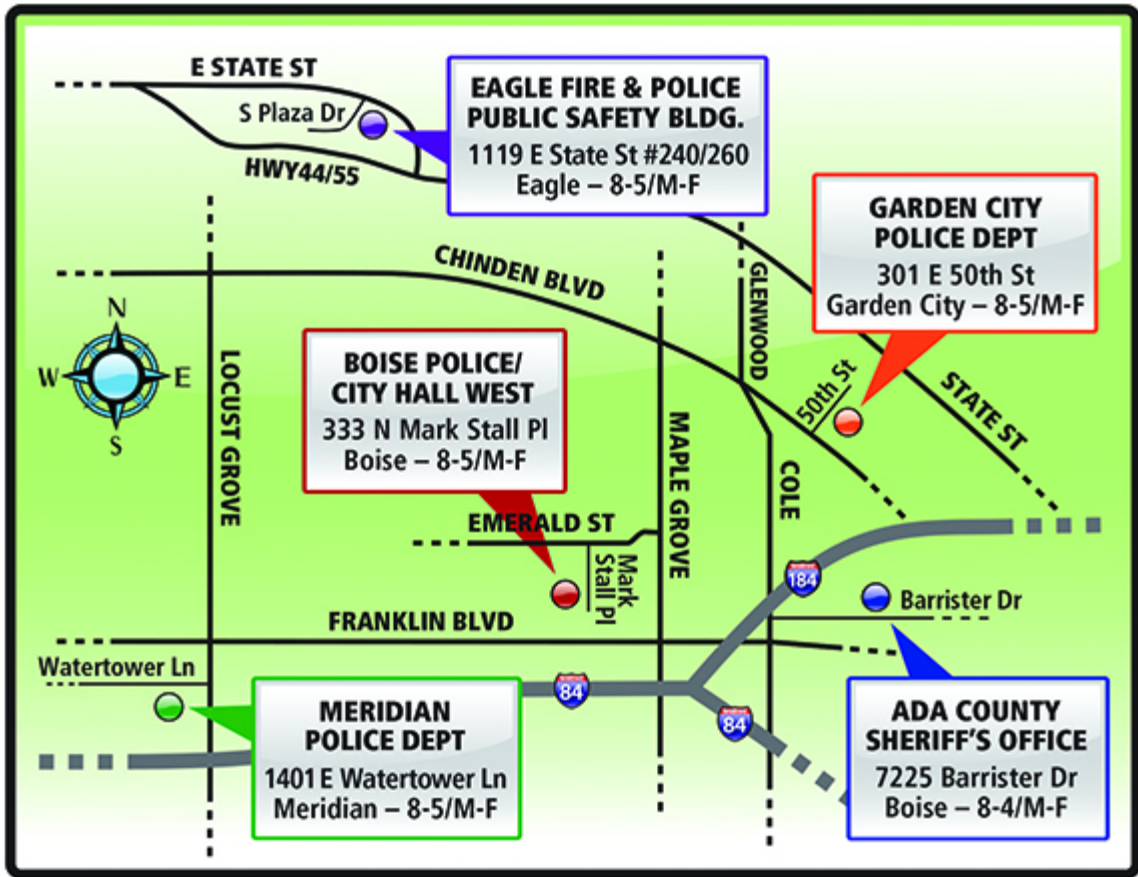 E STATE ST
S Plaza Dr
HWY44/55
EAGLE FIRE & POLICE
PUBLIC SAFETY BLDG.
1119 E State St #240/260
Eagle – 8-5/M-F
GARDEN CITY
POLICE DEPT
301 E 50th St
Garden City – 8-5/M-F
CHINDEN BLVD
GLENWOOD
N
W
E
S
LOCUST GROVE
BOISE POLICE/
CITY HALL WEST
333 N Mark Stall Pl
Boise – 8-5/M-F
MAPLE GROVE
50th St
STATE ST
COLE
EMERALD ST
Mark
Stall Pl
184
Barrister Dr
FRANKLIN BLVD
Watertower Ln
84
84
MERIDIAN
POLICE DEPT
1401 E Watertower Ln
Meridian – 8-5/M-F
ADA COUNTY
SHERIFF'S OFFICE
7225 Barrister Dr
Boise – 8-4/M-F